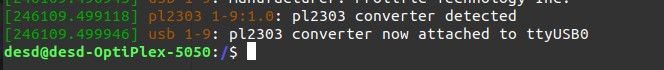 [246109.499118] pl2303 1-9:1.0: pl2303 converter detected
[246109.499946] usb 1-9: pl2303 converter now attached to ttyUSB0
desd@desd-OptiPlex-5050:/$